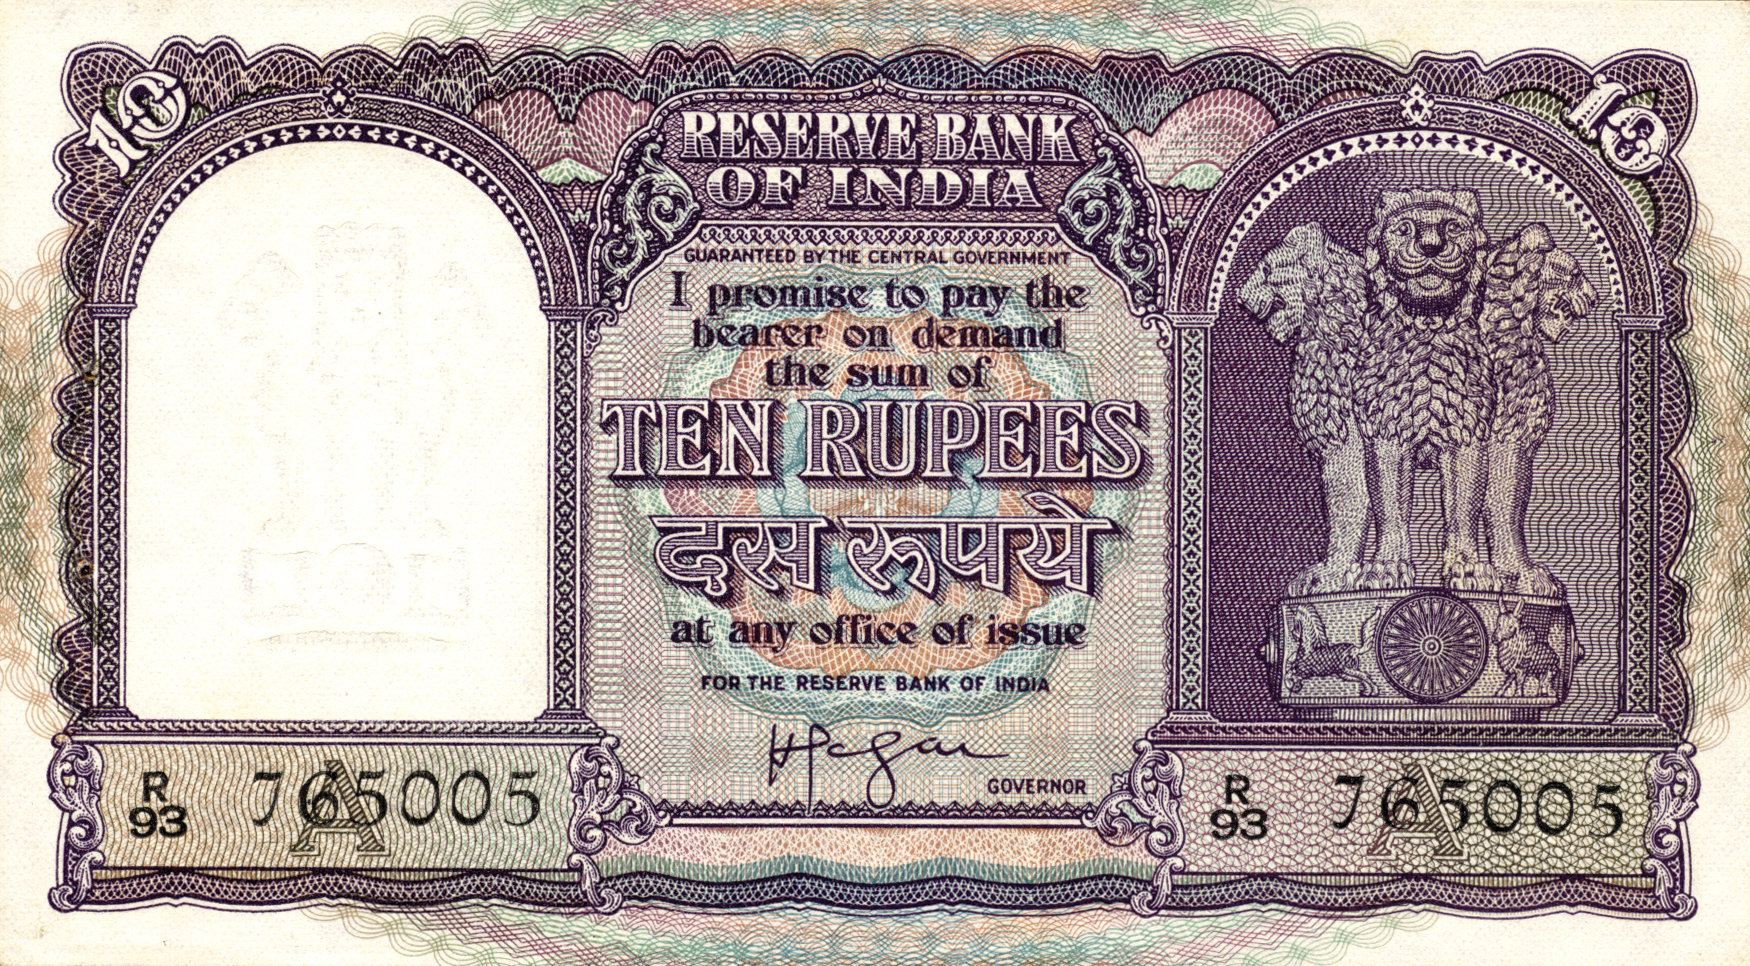 10
10
RESERVE BANK
OF INDIA
GUARANTEED BY THE CENTRAL GOVERNMENT
I promise to pay the
bearer on demand
the sum of
TEN RUPEES
दस रुपये
at any office of issue
FOR THE RESERVE BANK OF INDIA
GOVERNOR
R
93
765005
A
R
93
765005
A